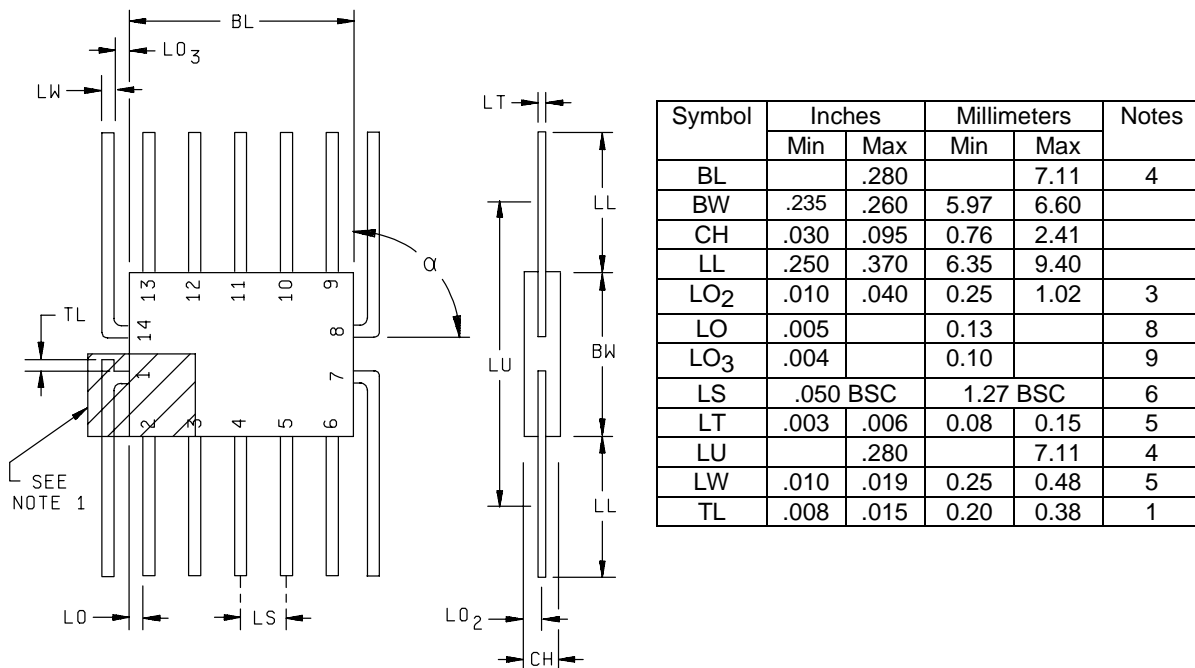 BL
LO3
LW
LT
13 12 11 10 9
14 8
TL
1 7
2 3 4 5 6
α
SEE
NOTE 1
LO
LS
LL
LU
BW
LL
LO2
CH
Symbol Inches Millimeters Notes
Min Max Min Max
BL .280 7.11 4
BW .235 .260 5.97 6.60
CH .030 .095 0.76 2.41
LL .250 .370 6.35 9.40
LO2 .010 .040 0.25 1.02 3
LO .005 0.13 8
LO3 .004 0.10 9
LS .050 BSC 1.27 BSC 6
LT .003 .006 0.08 0.15 5
LU .280 7.11 4
LW .010 .019 0.25 0.48 5
TL .008 .015 0.20 0.38 1